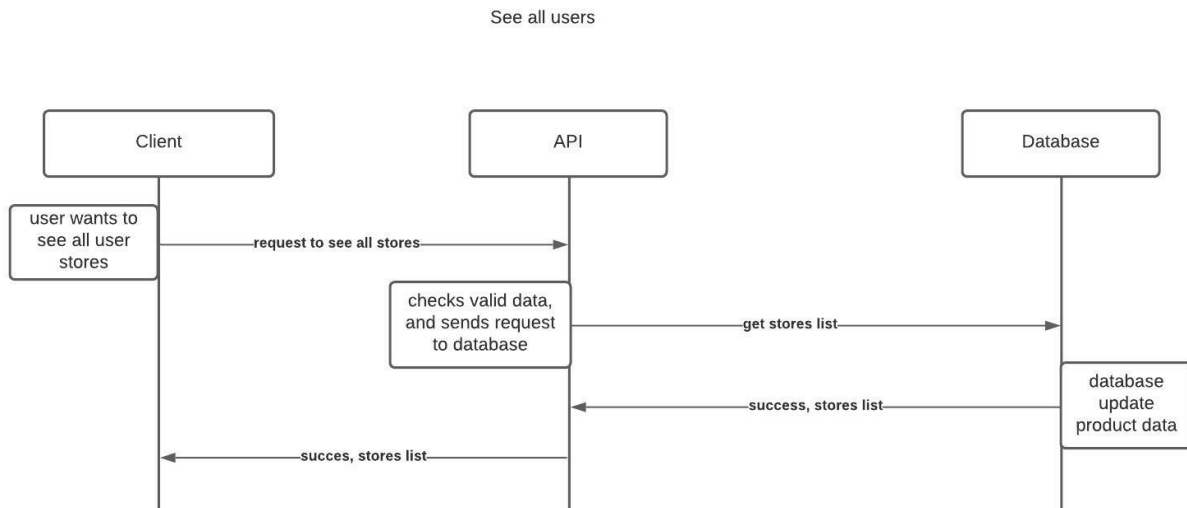 See all users
Client
API
Database
user wants to
see all user
stores
request to see all stores
checks valid data,
and sends request
to database
get stores list
database
update
product data
success, stores list
succes, stores list